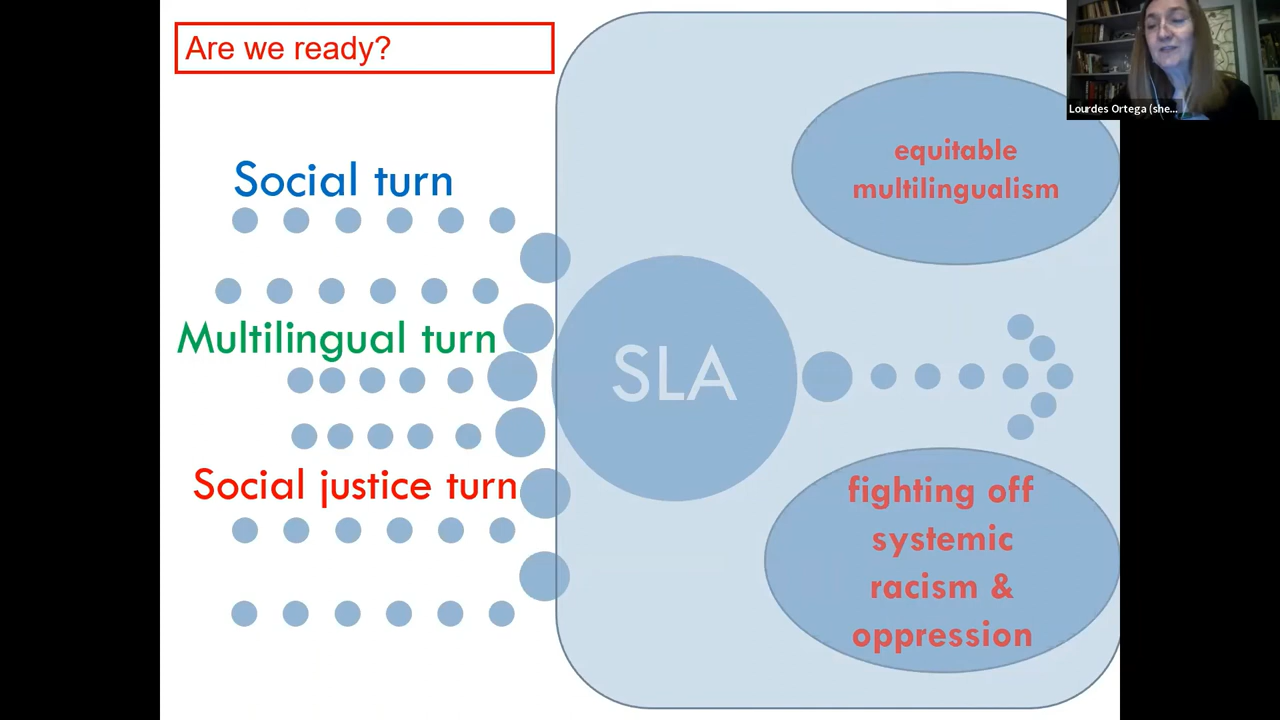 Are we ready?
Lourdes Ortega (she...
Social turn
equitable
multilingualism
Multilingual turn
SLA
Social justice turn
fighting off
systemic
racism &
oppression